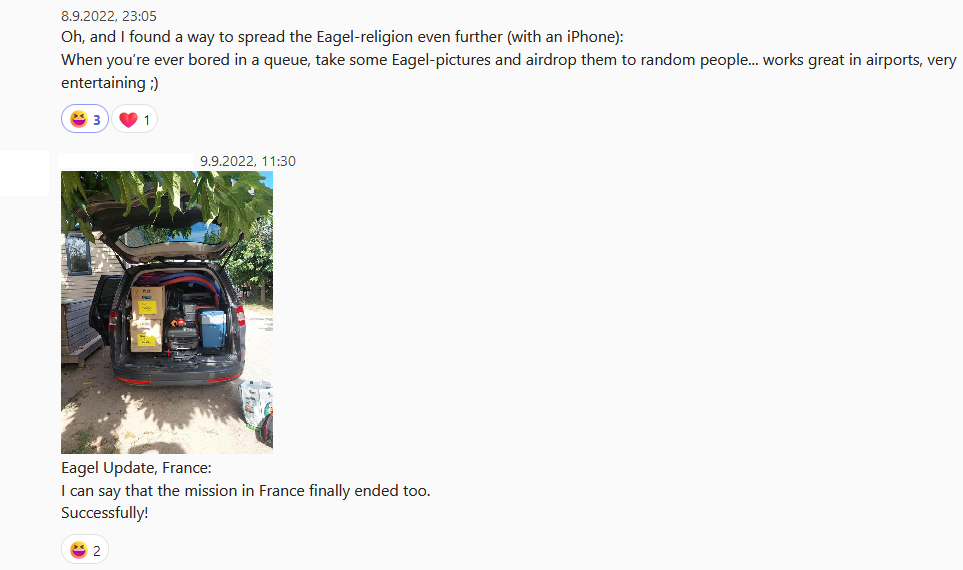 8.9.2022, 23:05
Oh, and I found a way to spread the Eagel-religion even further (with an iPhone):
When you're ever bored in a queue, take some Eagel-pictures and airdrop them to random people... works great in airports, very
entertaining ;)
3
1
9.9.2022, 11:30
Eagel Update, France:
I can say that the mission in France finally ended too.
Successfully!
2